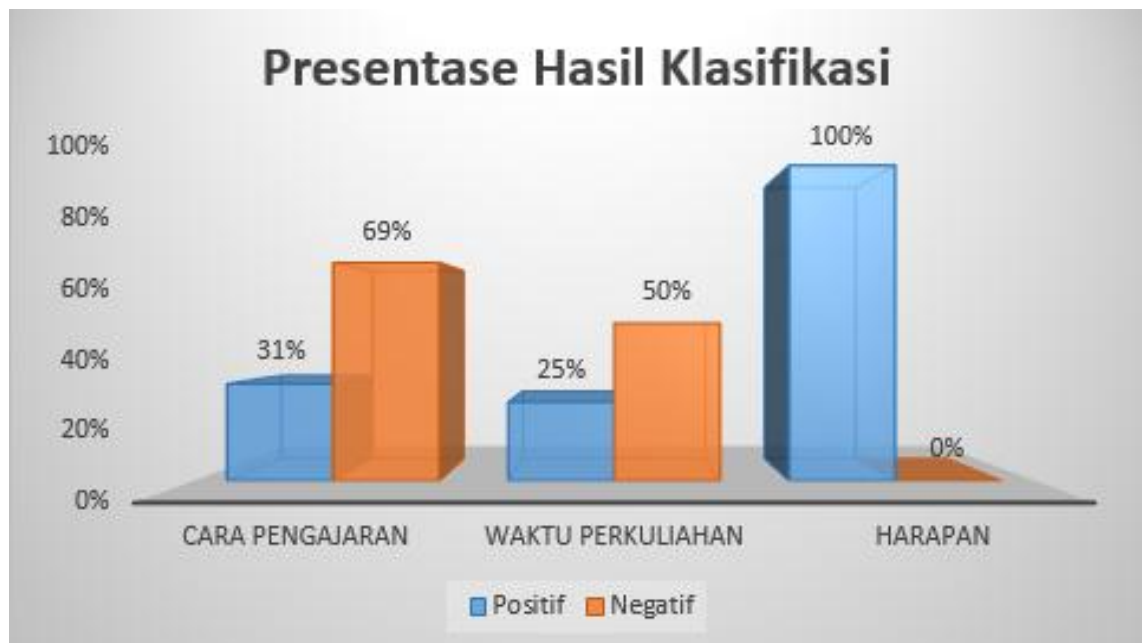 Presentase Hasil Klasifikasi
100%
80%
60%
40%
20%
0%
31%
69%
25%
50%
100%
0%
CARA PENGAJARAN
WAKTU PERKULIAHAN
HARAPAN
Positif
Negatif